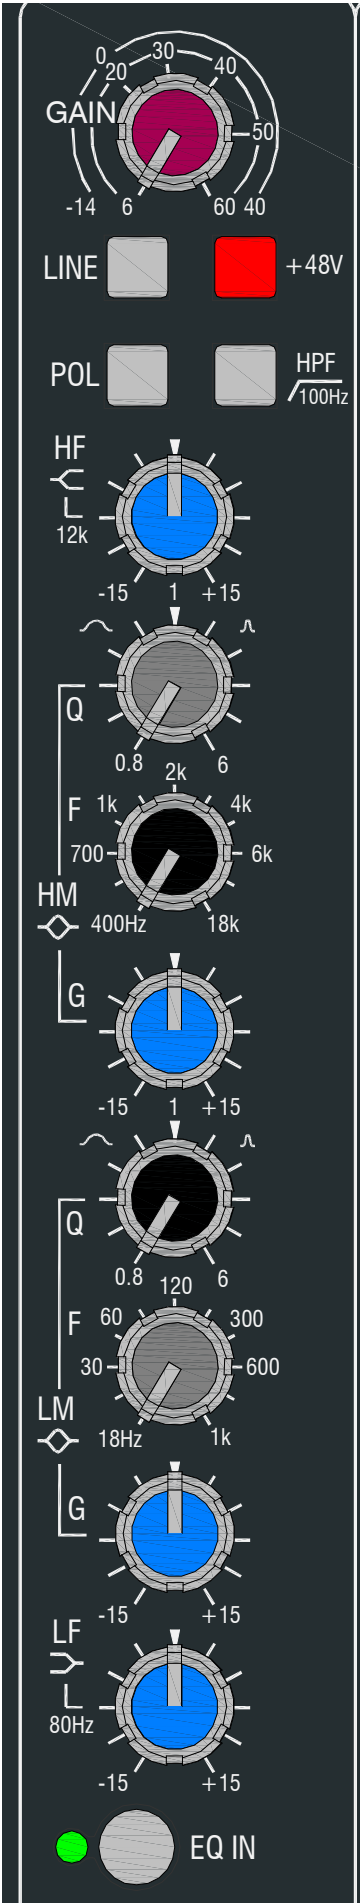 30
0
20
40
GAIN
50
-14
6
60
40
LINE
+48V
POL
HPF
100Hz
HF
12k
-15
1
+15
Q
0.8
6
2k
1k
F
4k
700
6k
HM
400Hz
18k
G
-15
1
+15
Q
0.8
6
120
60
F
300
30
600
LM
18Hz
1k
G
-15
+15
LF
80Hz
-15
+15
EQ IN